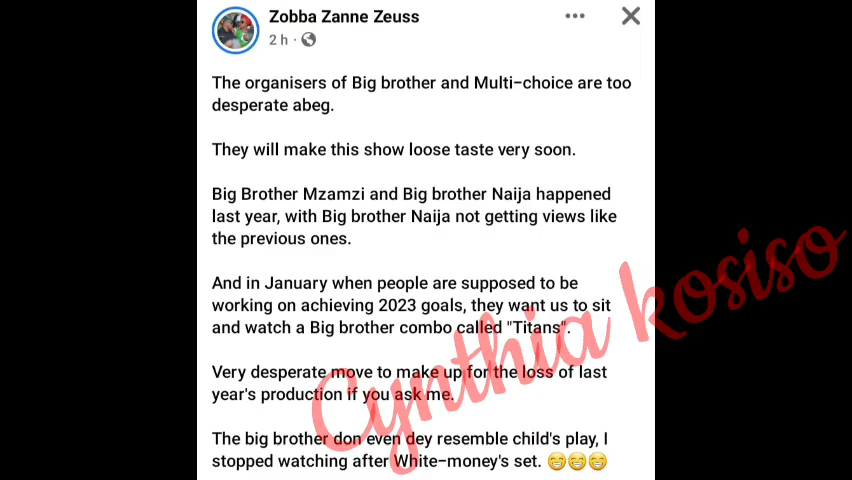 Zobba Zanne Zeuss
2 h ·
The organisers of Big brother and Multi-choice are too
desperate abeg.
They will make this show loose taste very soon.
Big Brother Mzamzi and Big brother Naija happened
last year, with Big brother Naija not getting views like
the previous ones.
And in January when people are supposed to be
working on achieving 2023 goals, they want us to sit
and watch a Big brother combo called "Titans".
Very desperate move to make up for the loss of last
year's production if you ask me.
The big brother don even dey resemble child's play, I
stopped watching after White-money's set. 😁😁😁
Cynthia kosiso